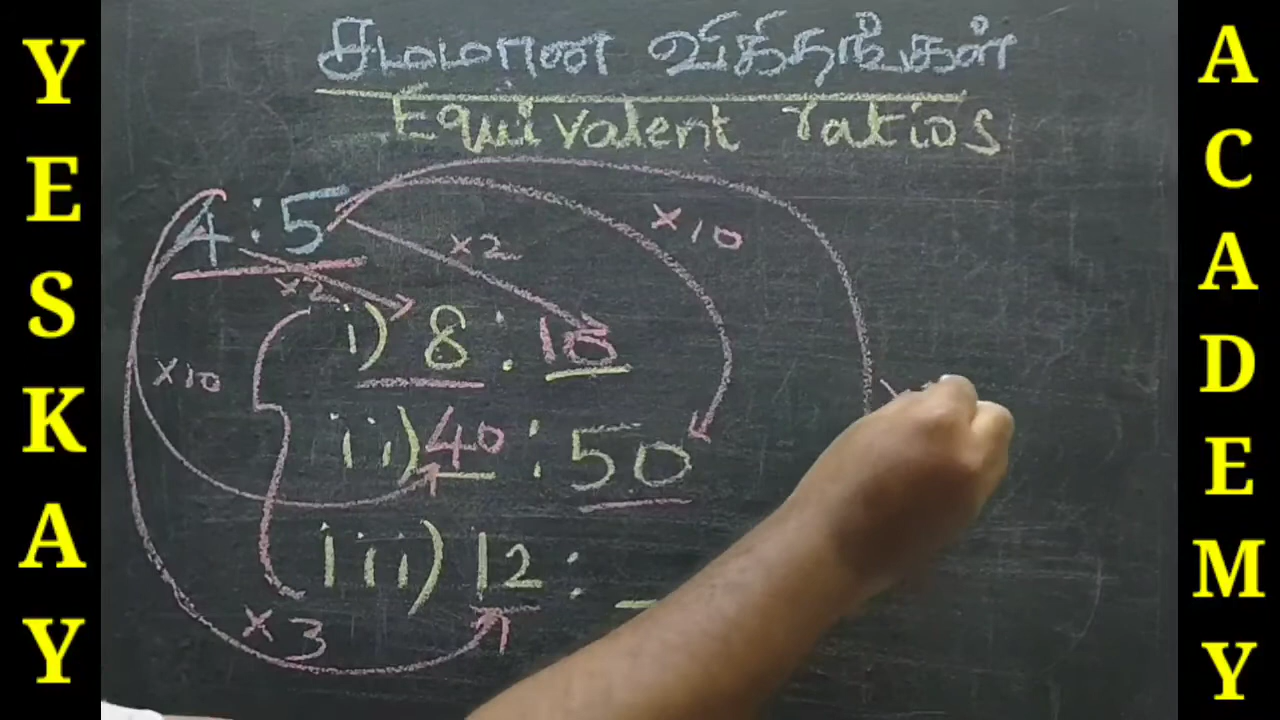 YESKAY
சமமான விகிதங்கள்
Equivalent ratios
4:5
×2
×2
×10
×10
i) 8 : 10
ii) 40 : 50
iii) 12 :
×3
ACADEMY